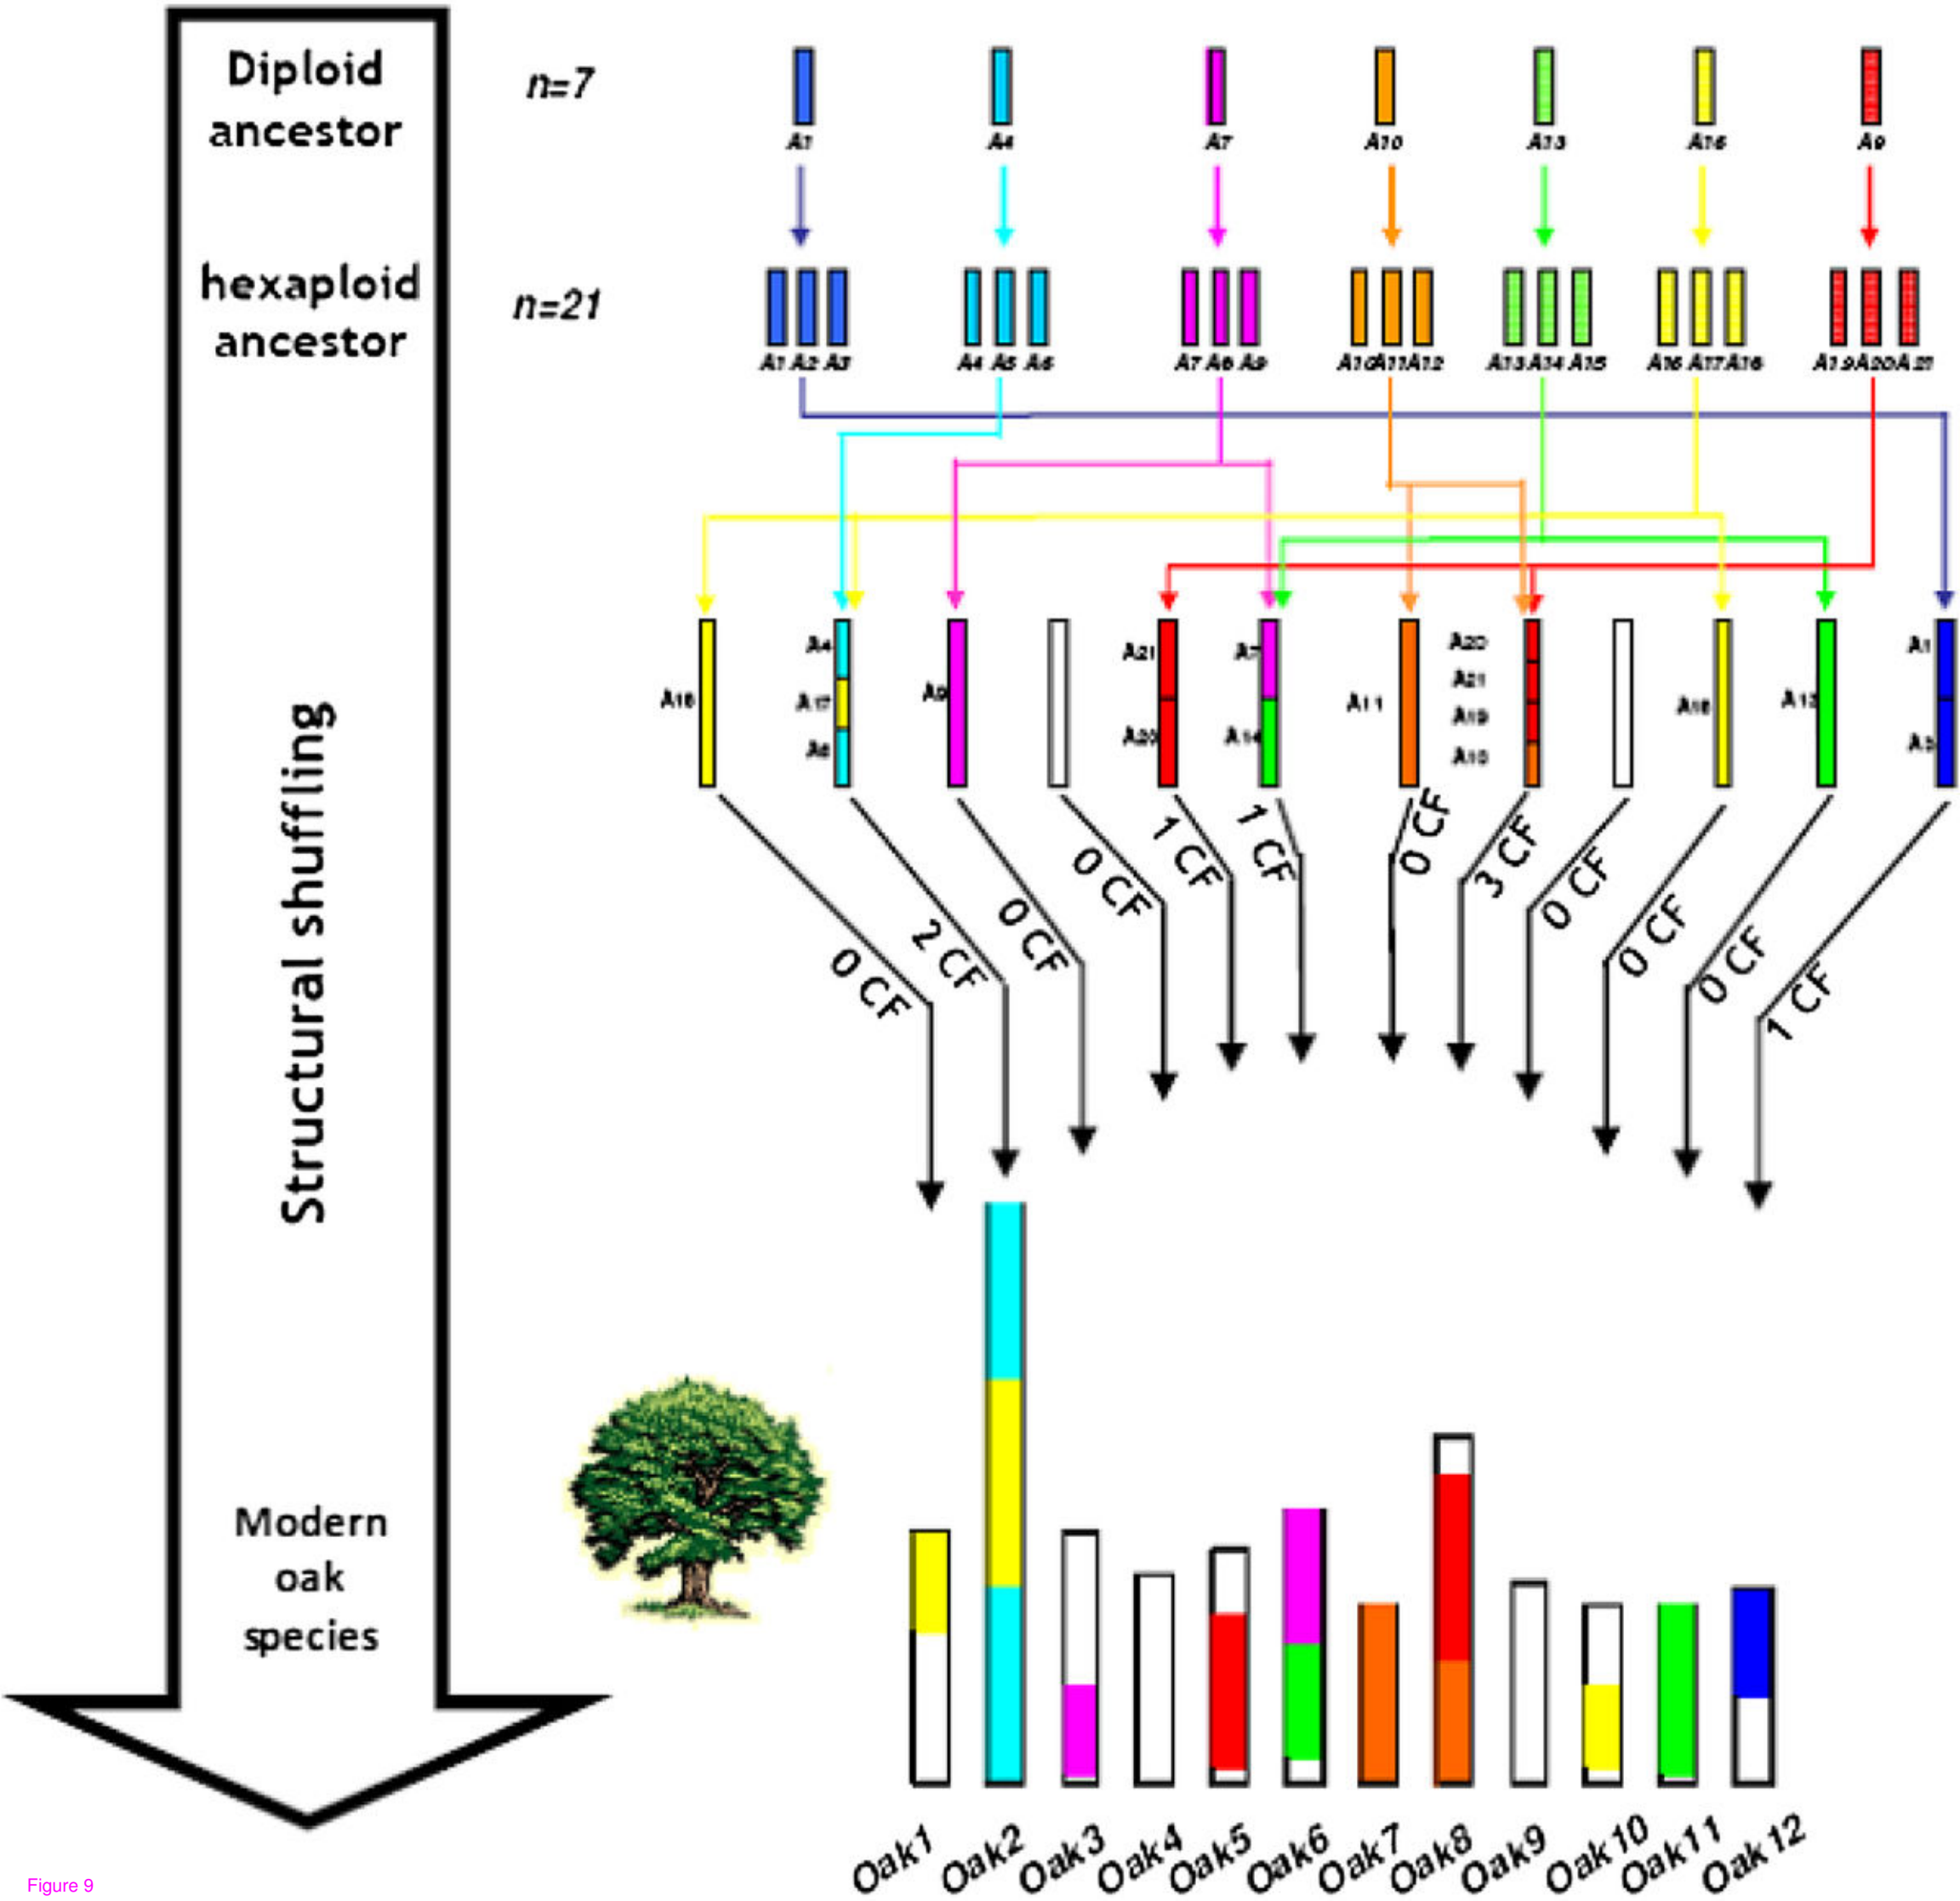 Diploid
ancestor
n=7
A1 A4 A7 A10 A13 A16 A9
hexaploid
ancestor
n=21
A1 A2 A3 A4 A5 A6 A7 A8 A9 A10 A11 A12 A13 A14 A15 A16 A17 A18 A19 A20 A21
Structural shuffling
A4 A21 A7 A20 A1
A21
A18 A17 A9 A11 A19 A18 A13
A6 A20 A14 A10 A3
0 CF 2 CF 0 CF 0 CF 1 CF 1 CF 0 CF 3 CF 0 CF 0 CF 0 CF 1 CF
Modern
oak
species
Oak1 Oak2 Oak3 Oak4 Oak5 Oak6 Oak7 Oak8 Oak9 Oak10 Oak11 Oak12
Figure 9